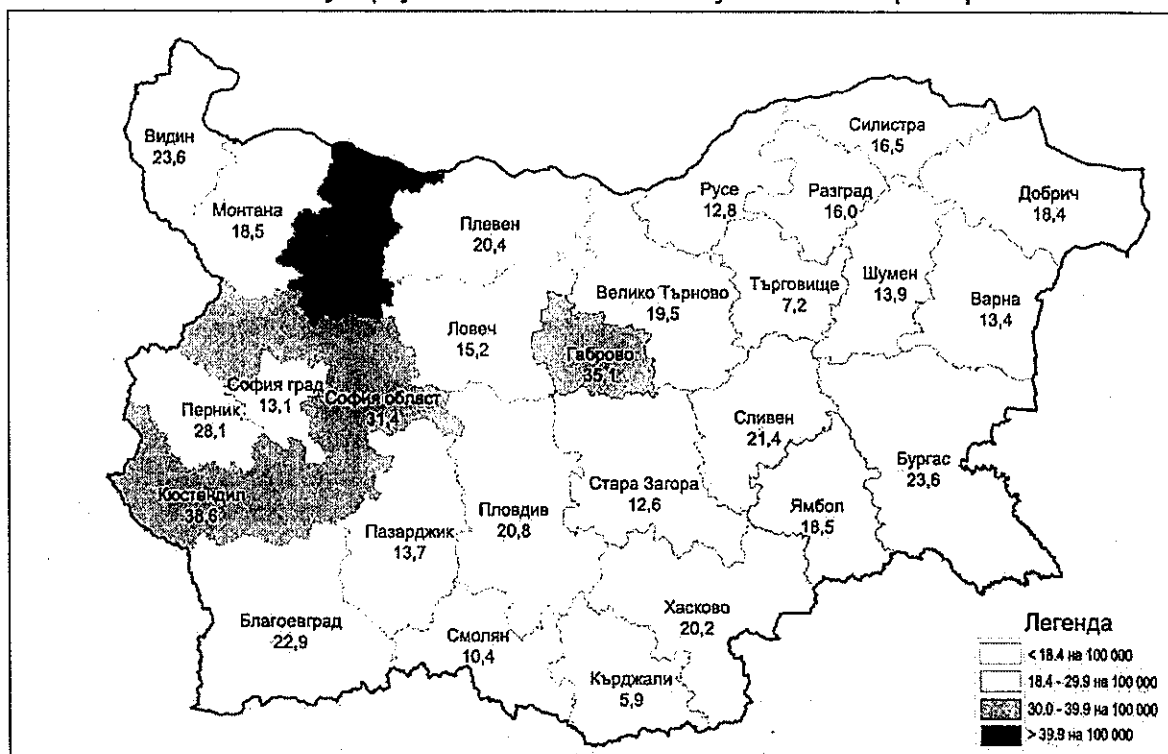 Видин
23,6
Монтана
18,5
Плевен
20,4
Русе
12,8
Силистра
16,5
Разград
16,0
Добрич
18,4
Шумен
13,9
Варна
13,4
Търговище
7,2
Велико Търново
19,5
Ловеч
15,2
Габрово
35,1
София град
13,1
София област
31,4
Перник
28,1
Кюстендил
38,6
Сливен
21,4
Бургас
23,6
Стара Загора
12,6
Ямбол
18,5
Пловдив
20,8
Пазарджик
13,7
Благоевград
22,9
Смолян
10,4
Хасково
20,2
Кърджали
5,9
Легенда
< 18.4 на 100 000
18.4 - 29.9 на 100 000
30.0 - 39.9 на 100 000
> 39.9 на 100 000